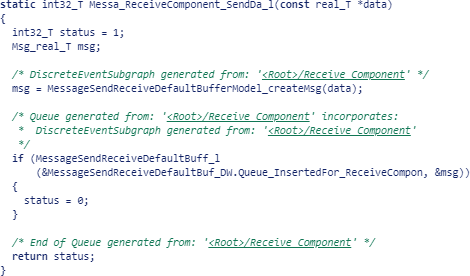 static int32_T Messa_ReceiveComponent_SendDa_l(const real_T *data)
{
int32_T status = 1;
Msg_real_T msg;
/* DiscreteEventSubgraph generated from: '<Root>/Receive Component' */
msg = MessageSendReceiveDefaultBufferModel_createMsg(data);
/* Queue generated from: '<Root>/Receive Component' incorporates:
* DiscreteEventSubgraph generated from: '<Root>/Receive Component'
*/
if (MessageSendReceiveDefaultBuff_l
(&MessageSendReceiveDefaultBuf_DW.Queue_InsertedFor_ReceiveCompon, &msg))
{
status = 0;
}
/* End of Queue generated from: '<Root>/Receive Component' */
return status;
}